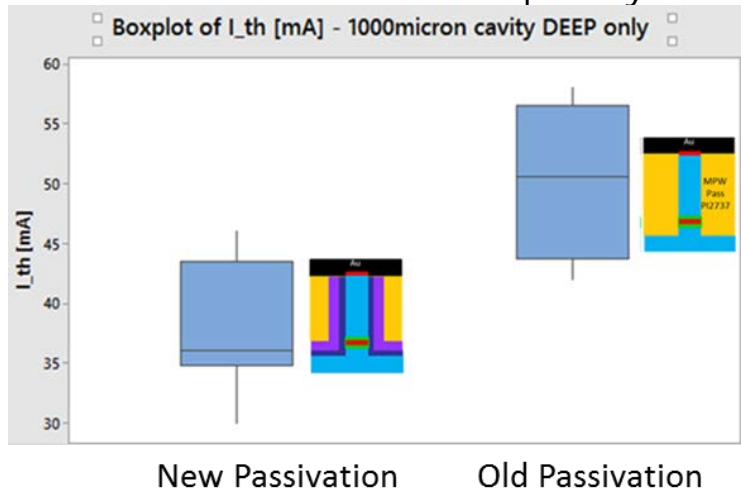 Boxplot of I_th [mA] - 1000micron cavity DEEP only
60
55
50
45
40
35
30
I_th [mA]
Au
Au
MPW
Pass
PI2737
New Passivation
Old Passivation